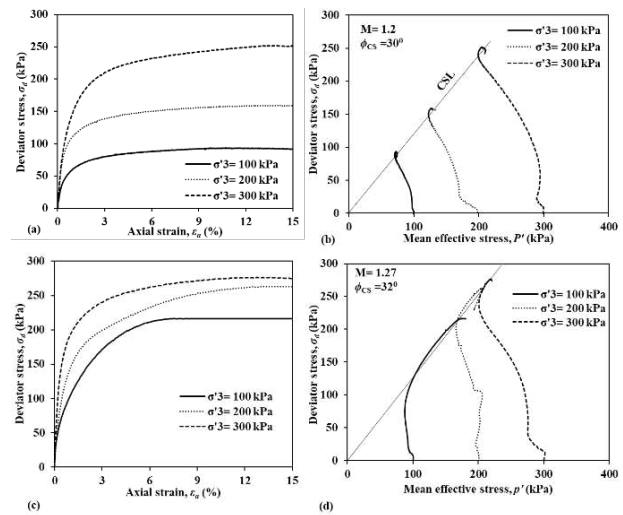 300
250
200
150
100
50
0
0 3 6 9 12 15
Deviator stress, σd (kPa)
Axial strain, εa (%)
σ'3= 100 kPa
σ'3= 200 kPa
σ'3= 300 kPa
(a)
300
250
200
150
100
50
0
0 100 200 300 400
Deviator stress, σd (kPa)
Mean effective stress, P' (kPa)
M= 1.2
ϕCS =30⁰
CSL
σ'3= 100 kPa
σ'3= 200 kPa
σ'3= 300 kPa
(b)
300
250
200
150
100
50
0
0 3 6 9 12 15
Deviator stress, σd (kPa)
Axial strain, εa (%)
σ'3= 100 kPa
σ'3= 200 kPa
σ'3= 300 kPa
(c)
300
250
200
150
100
50
0
0 100 200 300 400
Deviator stress, σd (kPa)
Mean effective stress, p' (kPa)
M= 1.27
ϕCS =32⁰
σ'3= 100 kPa
σ'3= 200 kPa
σ'3= 300 kPa
(d)